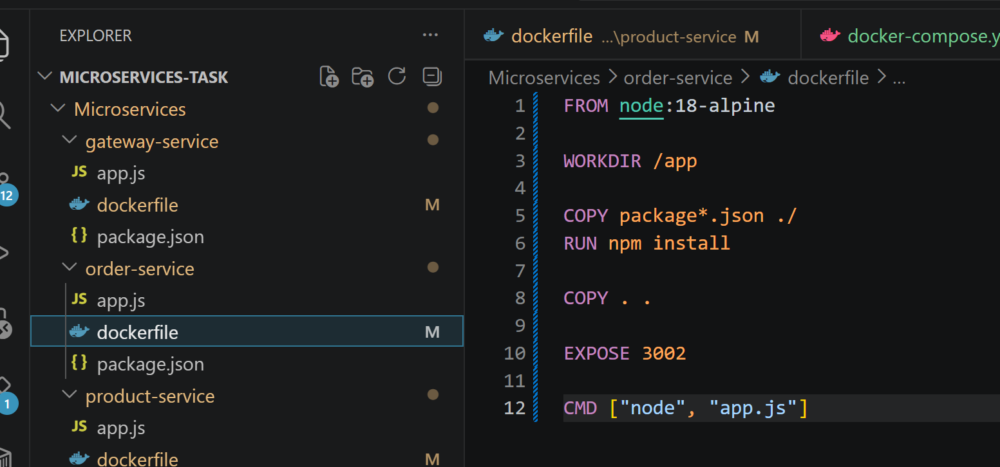 EXPLORER ...
MICROSERVICES-TASK
Microservices
gateway-service
JS app.js
dockerfile M
{} package.json
order-service
JS app.js
dockerfile M
{} package.json
product-service
JS app.js
dockerfile M
12
1
dockerfile ...\product-service M
docker-compose.y
Microservices > order-service > dockerfile > ...
1 FROM node:18-alpine
2
3 WORKDIR /app
4
5 COPY package*.json ./
6 RUN npm install
7
8 COPY . .
9
10 EXPOSE 3002
11
12 CMD ["node", "app.js"]